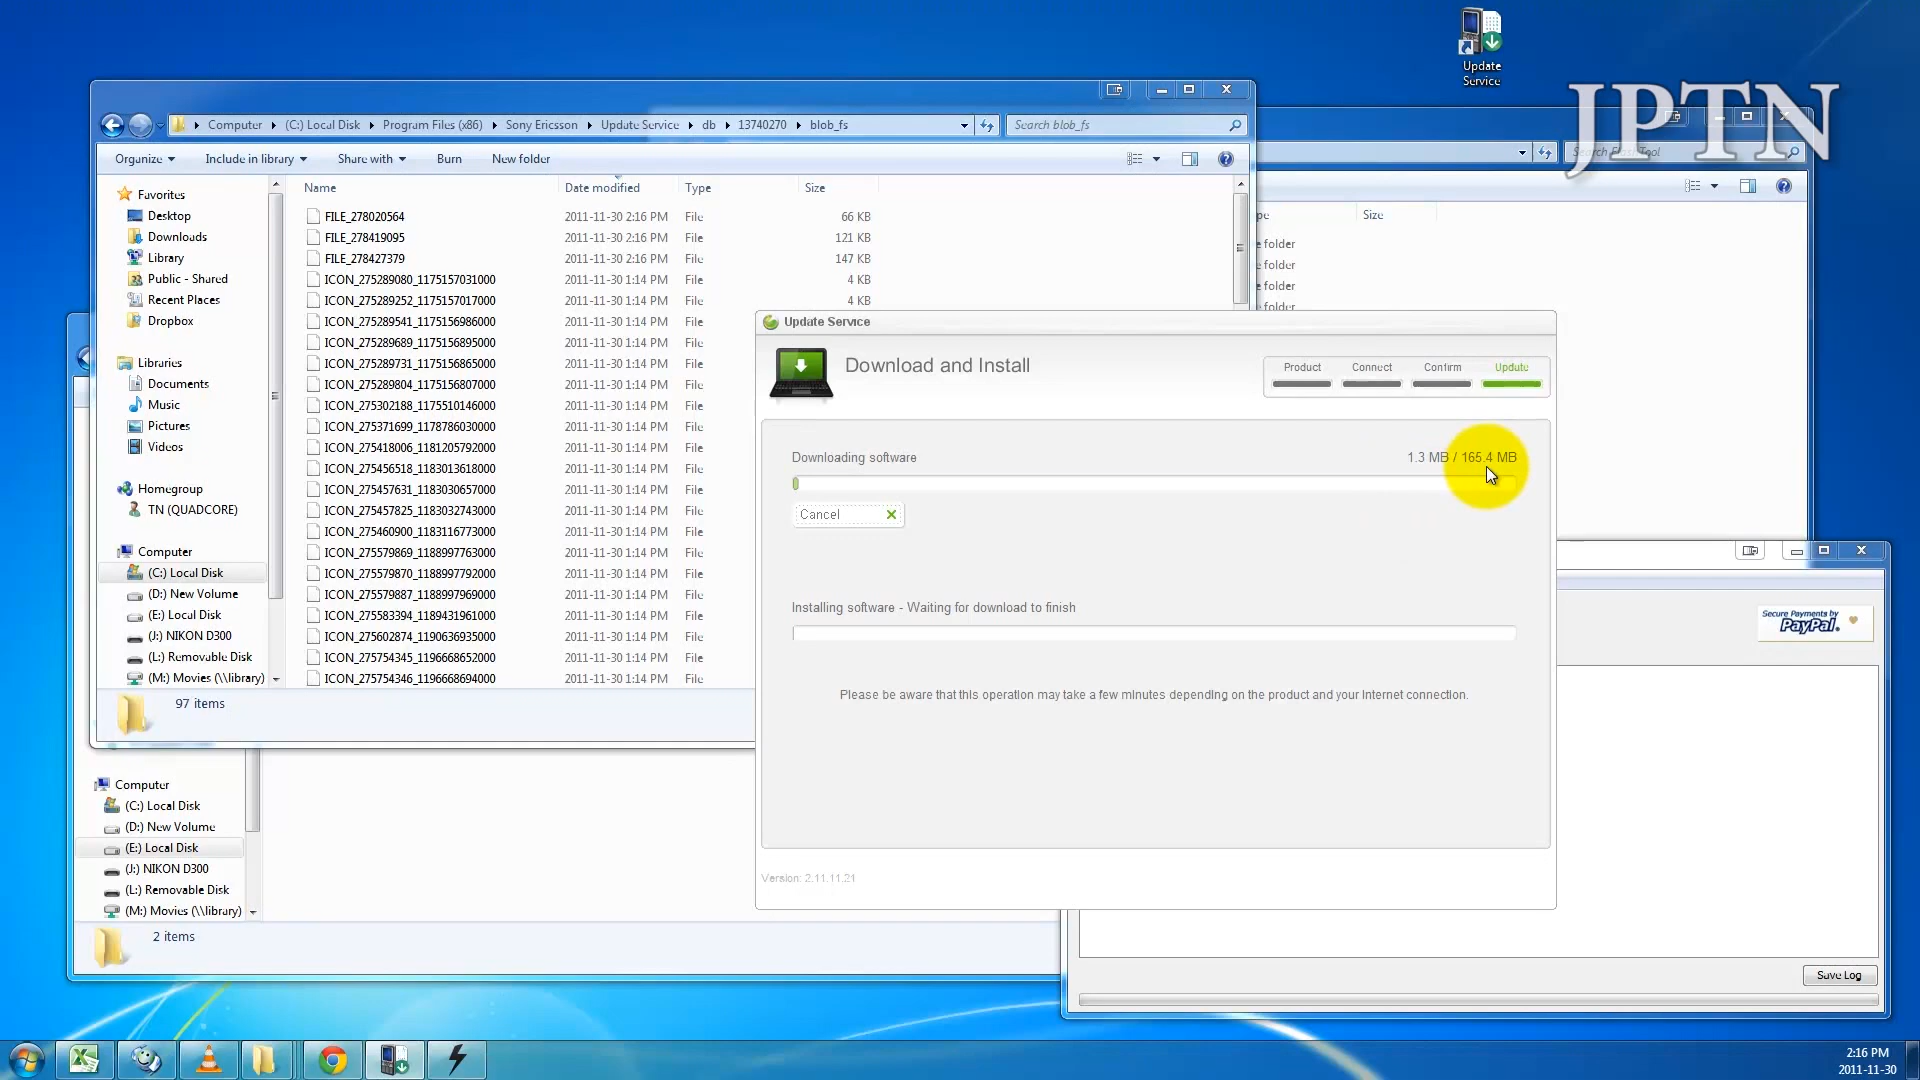 Update
Service
JPTN
Computer (C:) Local Disk Program Files (x86) Sony Ericsson Update Service db 13740270 blob_fs
Search blob_fs
Organize Include in library Share with Burn New folder
Favorites
Desktop
Downloads
Library
Public - Shared
Recent Places
Dropbox
Libraries
Documents
Music
Pictures
Videos
Homegroup
TN (QUADCORE)
Computer
(C:) Local Disk
(D:) New Volume
(E:) Local Disk
(J:) NIKON D300
(L:) Removable Disk
(M:) Movies (\\library)
Name Date modified Type Size
FILE_278020564 2011-11-30 2:16 PM File 66 KB
FILE_278419095 2011-11-30 2:16 PM File 121 KB
FILE_278427379 2011-11-30 2:16 PM File 147 KB
ICON_275289080_1175157031000 2011-11-30 1:14 PM File 4 KB
ICON_275289252_1175157017000 2011-11-30 1:14 PM File 4 KB
ICON_275289541_1175156986000 2011-11-30 1:14 PM File
ICON_275289689_1175156895000 2011-11-30 1:14 PM File
ICON_275289731_1175156865000 2011-11-30 1:14 PM File
ICON_275289804_1175156807000 2011-11-30 1:14 PM File
ICON_275302188_1175510146000 2011-11-30 1:14 PM File
ICON_275371699_1178786030000 2011-11-30 1:14 PM File
ICON_275418006_1181205792000 2011-11-30 1:14 PM File
ICON_275456518_1183013618000 2011-11-30 1:14 PM File
ICON_275457631_1183030657000 2011-11-30 1:14 PM File
ICON_275457825_1183032743000 2011-11-30 1:14 PM File
ICON_275460900_1183116773000 2011-11-30 1:14 PM File
ICON_275579869_1188997763000 2011-11-30 1:14 PM File
ICON_275579870_1188997792000 2011-11-30 1:14 PM File
ICON_275579887_1188997969000 2011-11-30 1:14 PM File
ICON_275583394_1189431961000 2011-11-30 1:14 PM File
ICON_275602874_1190636935000 2011-11-30 1:14 PM File
ICON_275754345_1196668652000 2011-11-30 1:14 PM File
ICON_275754346_1196668694000 2011-11-30 1:14 PM File
97 items
Search FlashTool
pe Size
e folder
e folder
e folder
e folder
Update Service
Download and Install
Product Connect Confirm Update
Downloading software 1.3 MB / 165.4 MB
Cancel
Installing software - Waiting for download to finish
Please be aware that this operation may take a few minutes depending on the product and your Internet connection.
Version: 2.11.11.21
Secure Payments by
PayPal.
Save Log
Computer
(C:) Local Disk
(D:) New Volume
(E:) Local Disk
(J:) NIKON D300
(L:) Removable Disk
(M:) Movies (\\library)
2 items
2:16 PM
2011-11-30